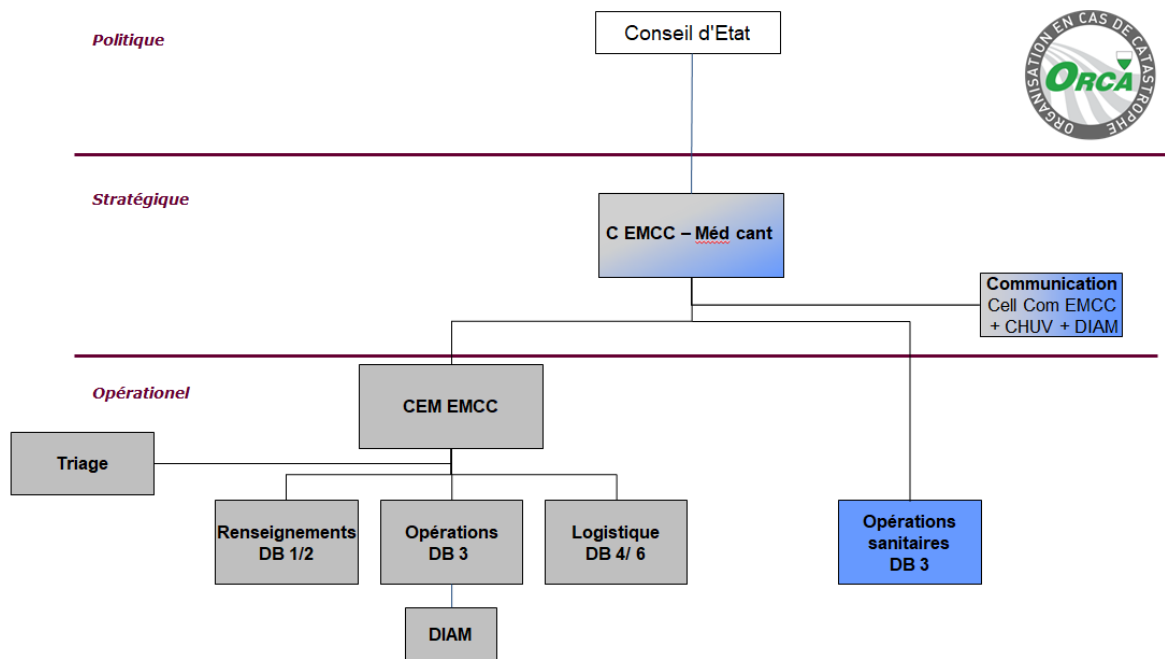 Politique
Conseil d'Etat
ORGANISATION EN CAS DE CATASTROPHE
ORCA
Stratégique
C EMCC – Méd cant
Communication
Cell Com EMCC
+ CHUV + DIAM
Opérationel
CEM EMCC
Triage
Renseignements
DB 1/2
Opérations
DB 3
Logistique
DB 4/ 6
Opérations
sanitaires
DB 3
DIAM